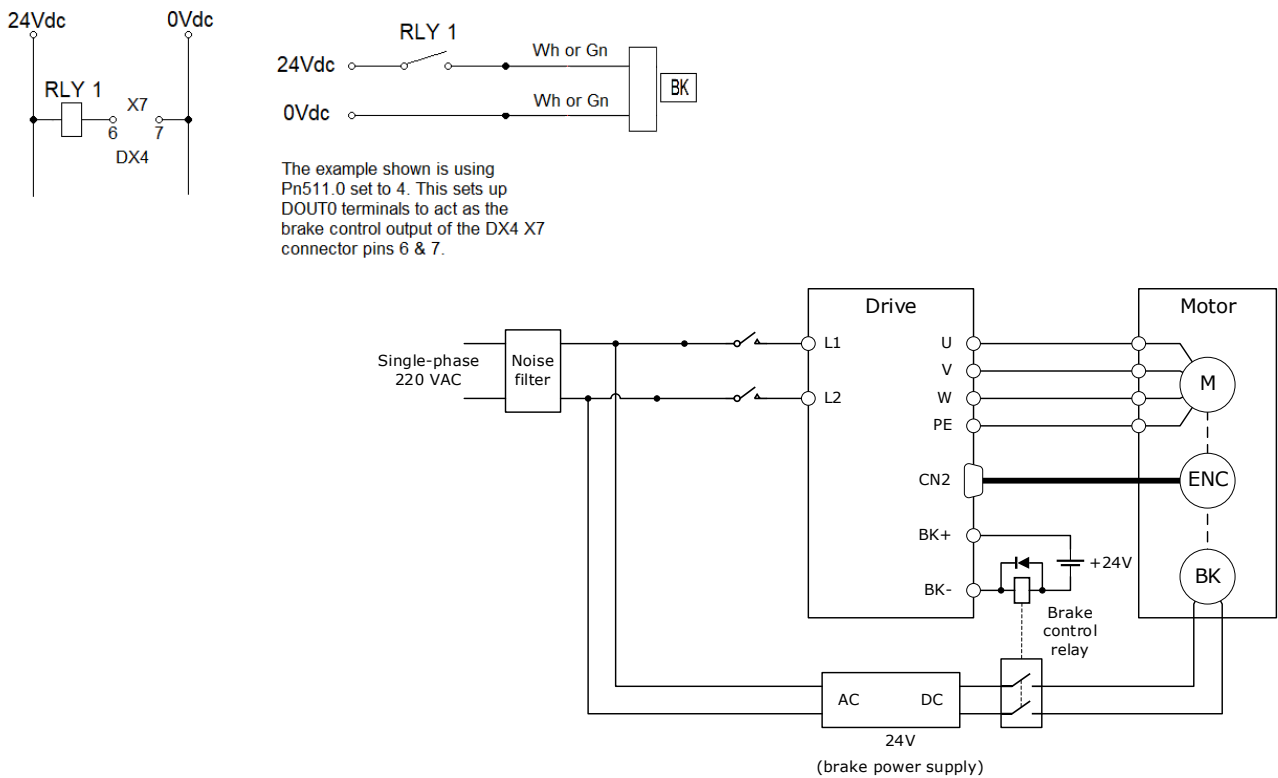 24Vdc
0Vdc
RLY 1
X7
6
7
DX4
RLY 1
24Vdc
Wh or Gn
BK
Wh or Gn
0Vdc
The example shown is using
Pn511.0 set to 4. This sets up
DOUT0 terminals to act as the
brake control output of the DX4 X7
connector pins 6 & 7.
Drive
Motor
Single-phase
220 VAC
Noise
filter
L1
L2
U
V
W
PE
CN2
BK+
BK-
M
ENC
BK
+24V
Brake
control
relay
AC
DC
24V
(brake power supply)